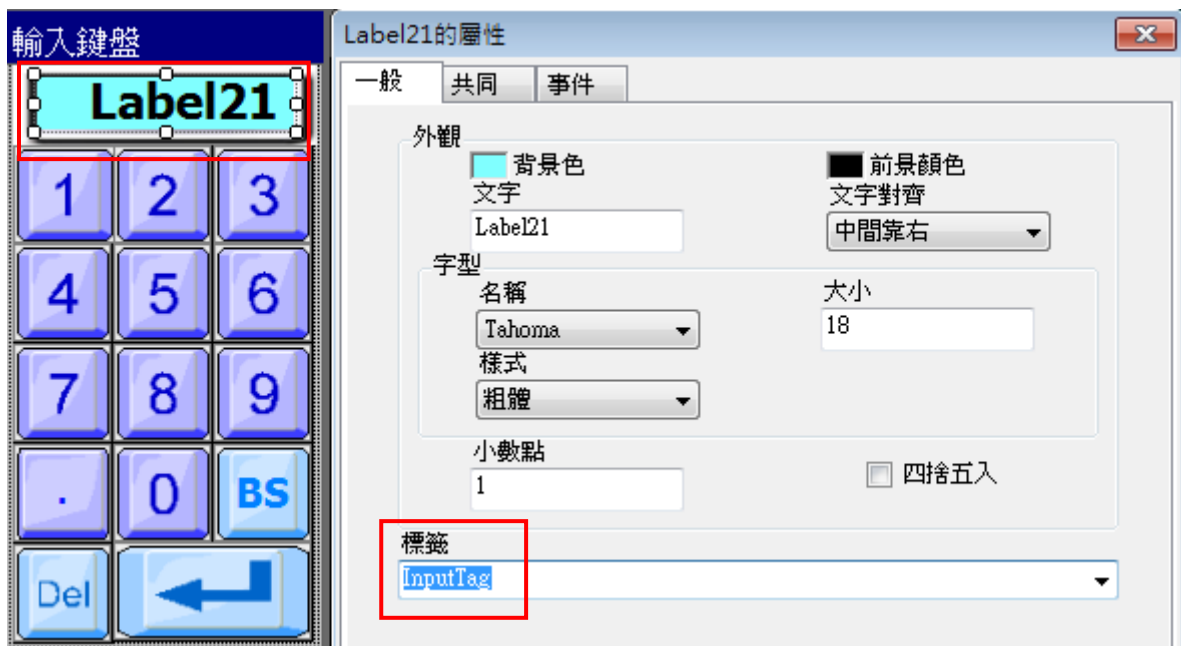 輸入鍵盤
Label21
1 2 3
4 5 6
7 8 9
. 0 BS
Del
Label21的屬性
一般 共同 事件
外觀
背景色 前景顏色
文字 文字對齊
Label21 中間靠右
字型
名稱 大小
Tahoma 18
樣式
粗體
小數點
1 四捨五入
標籤
InputTag